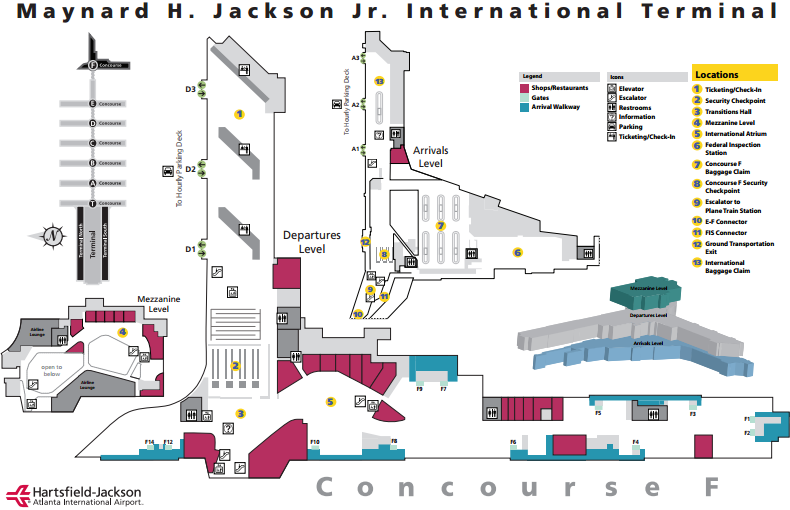 Maynard H. Jackson Jr. International Terminal
F Concourse
E Concourse
D Concourse
C Concourse
B Concourse
A Concourse
T Concourse
Terminal North
Terminal
Terminal South
N
D3
D2
D1
To Hourly Parking Deck
1
Departures
Level
2
3
5
A3
A2
A1
To Hourly Parking Deck
13
?
Arrivals
Level
12
8
7
6
9
11
10
Legend
Shops/Restaurants
Gates
Arrival Walkway
Icons
Elevator
Escalator
Restrooms
? Information
Parking
Ticketing/Check-In
Locations
1 Ticketing/Check-In
2 Security Checkpoint
3 Transitions Hall
4 Mezzanine Level
5 International Atrium
6 Federal Inspection
Station
7 Concourse F
Baggage Claim
8 Concourse F Security
Checkpoint
9 Escalator to
Plane Train Station
10 E-F Connector
11 FIS Connector
12 Ground Transportation
Exit
13 International
Baggage Claim
Mezzanine
Level
Airline
Lounge
4
open to
below
Airline
Lounge
Mezzanine Level
Departures Level
Arrivals Level
?
F14 F12
F10
F8
F9
F7
F6
F4
F5
F3
F1
F2
Concourse F
Hartsfield-Jackson
Atlanta International Airport.